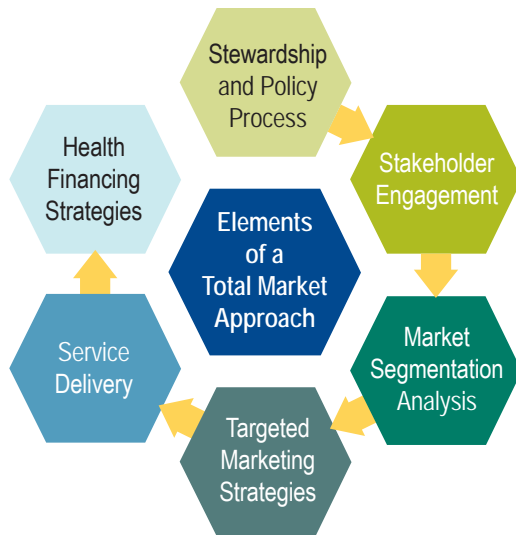 Stewardship
and Policy
Process
Stakeholder
Engagement
Market
Segmentation
Analysis
Targeted
Marketing
Strategies
Service
Delivery
Health
Financing
Strategies
Elements
of a
Total Market
Approach